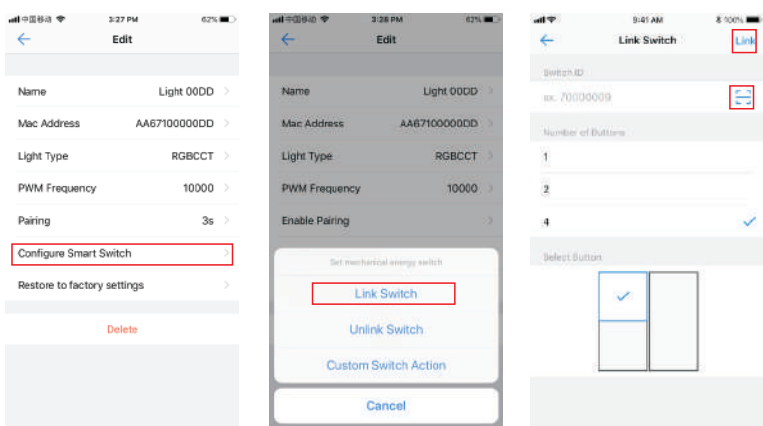 中国移动 3:27 PM 62%
Edit
Name Light 00DD
Mac Address AA67100000DD
Light Type RGBCCT
PWM Frequency 10000
Pairing 3s
Configure Smart Switch
Restore to factory settings
Delete
中国移动 3:28 PM 62%
Edit
Name Light 00DD
Mac Address AA67100000DD
Light Type RGBCCT
PWM Frequency 10000
Enable Pairing
Set mechanical energy switch
Link Switch
Unlink Switch
Custom Switch Action
Cancel
9:41 AM 100%
Link Switch Link
Switch ID
ex. 70000009
Number of Buttons
1
2
4
Select Button